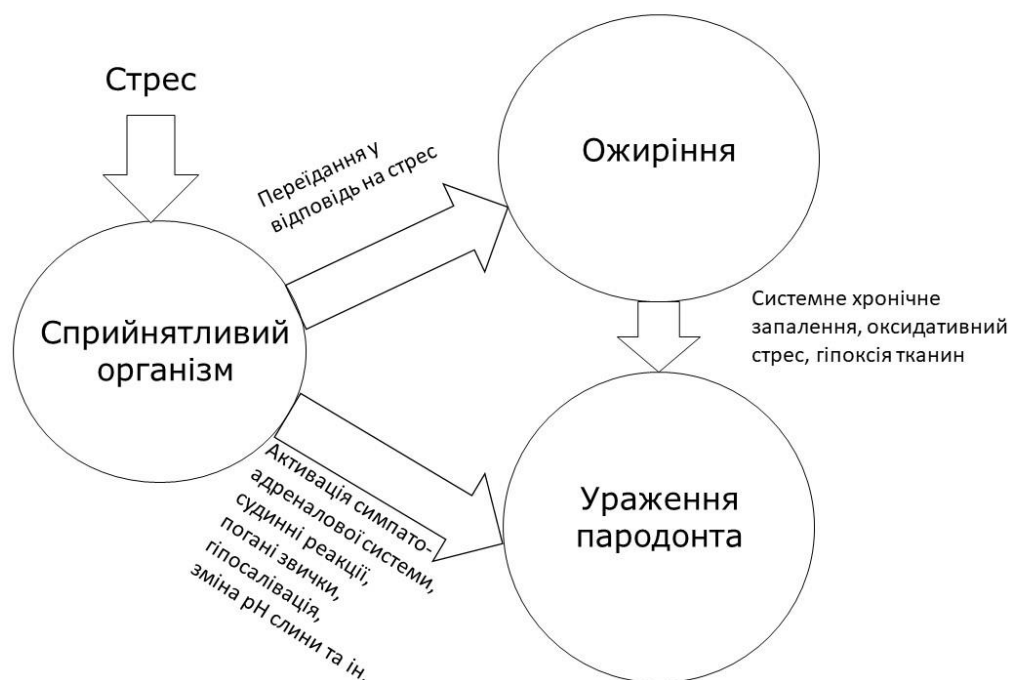 Стрес
Переїдання у
відповідь на стрес
Ожиріння
Сприйнятливий
організм
Системне хронічне
запалення, оксидативний
стрес, гіпоксія тканин
Активація симпато-
адреналової системи,
судинні реакції,
погані звички,
гіпосалівація,
зміна рН слини та ін.
Ураження
пародонта